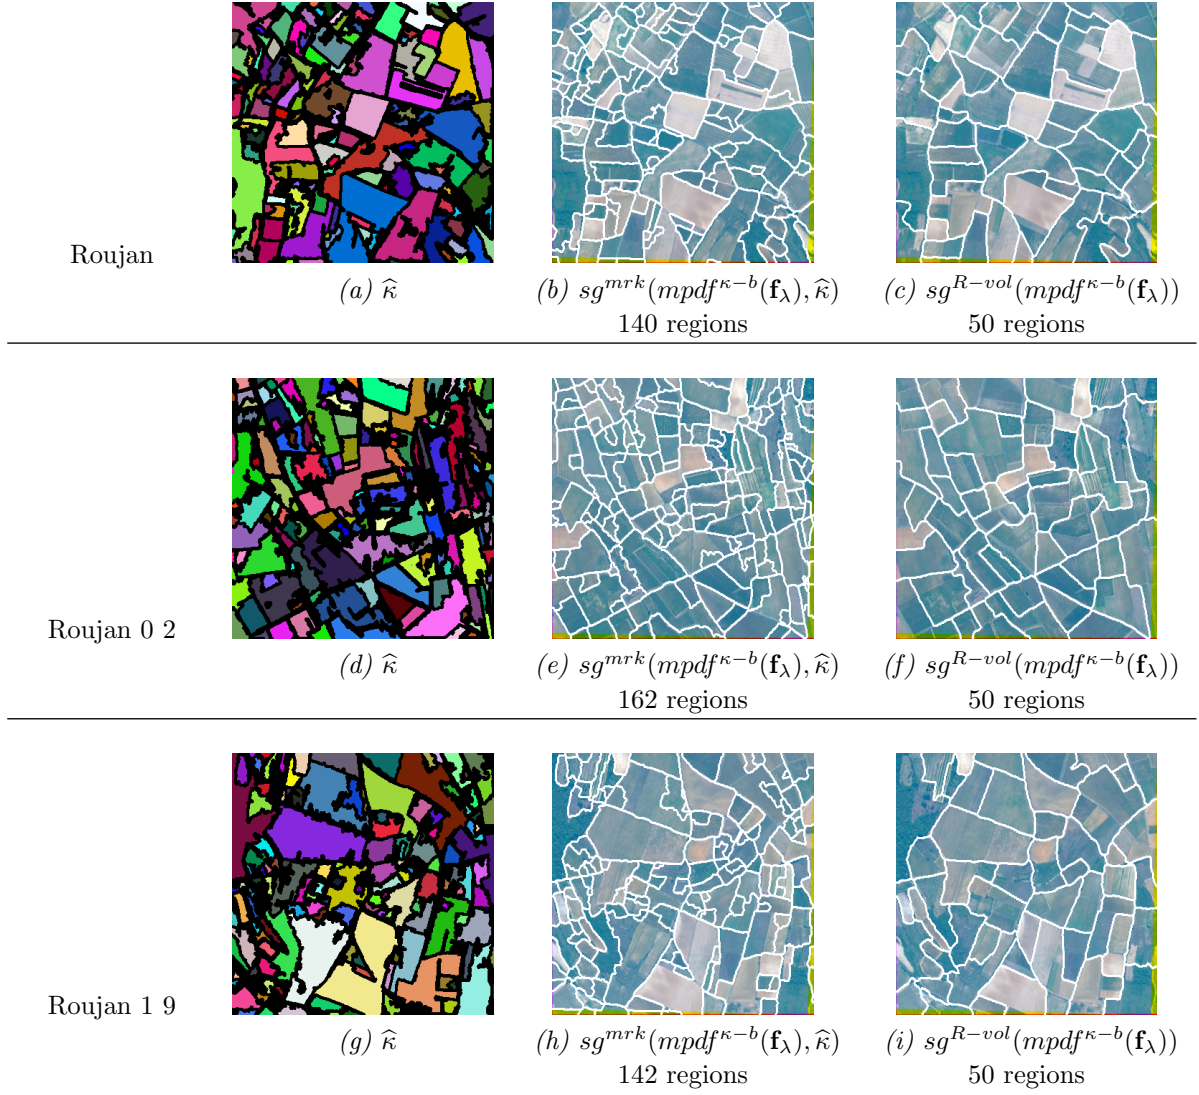 Roujan
(a) κ̂
(b) sg^{mrk}(mpdf^{κ−b}(f_λ), κ̂)
(c) sg^{R−vol}(mpdf^{κ−b}(f_λ))
140 regions
50 regions
Roujan 0 2
(d) κ̂
(e) sg^{mrk}(mpdf^{κ−b}(f_λ), κ̂)
(f) sg^{R−vol}(mpdf^{κ−b}(f_λ))
162 regions
50 regions
Roujan 1 9
(g) κ̂
(h) sg^{mrk}(mpdf^{κ−b}(f_λ), κ̂)
(i) sg^{R−vol}(mpdf^{κ−b}(f_λ))
142 regions
50 regions